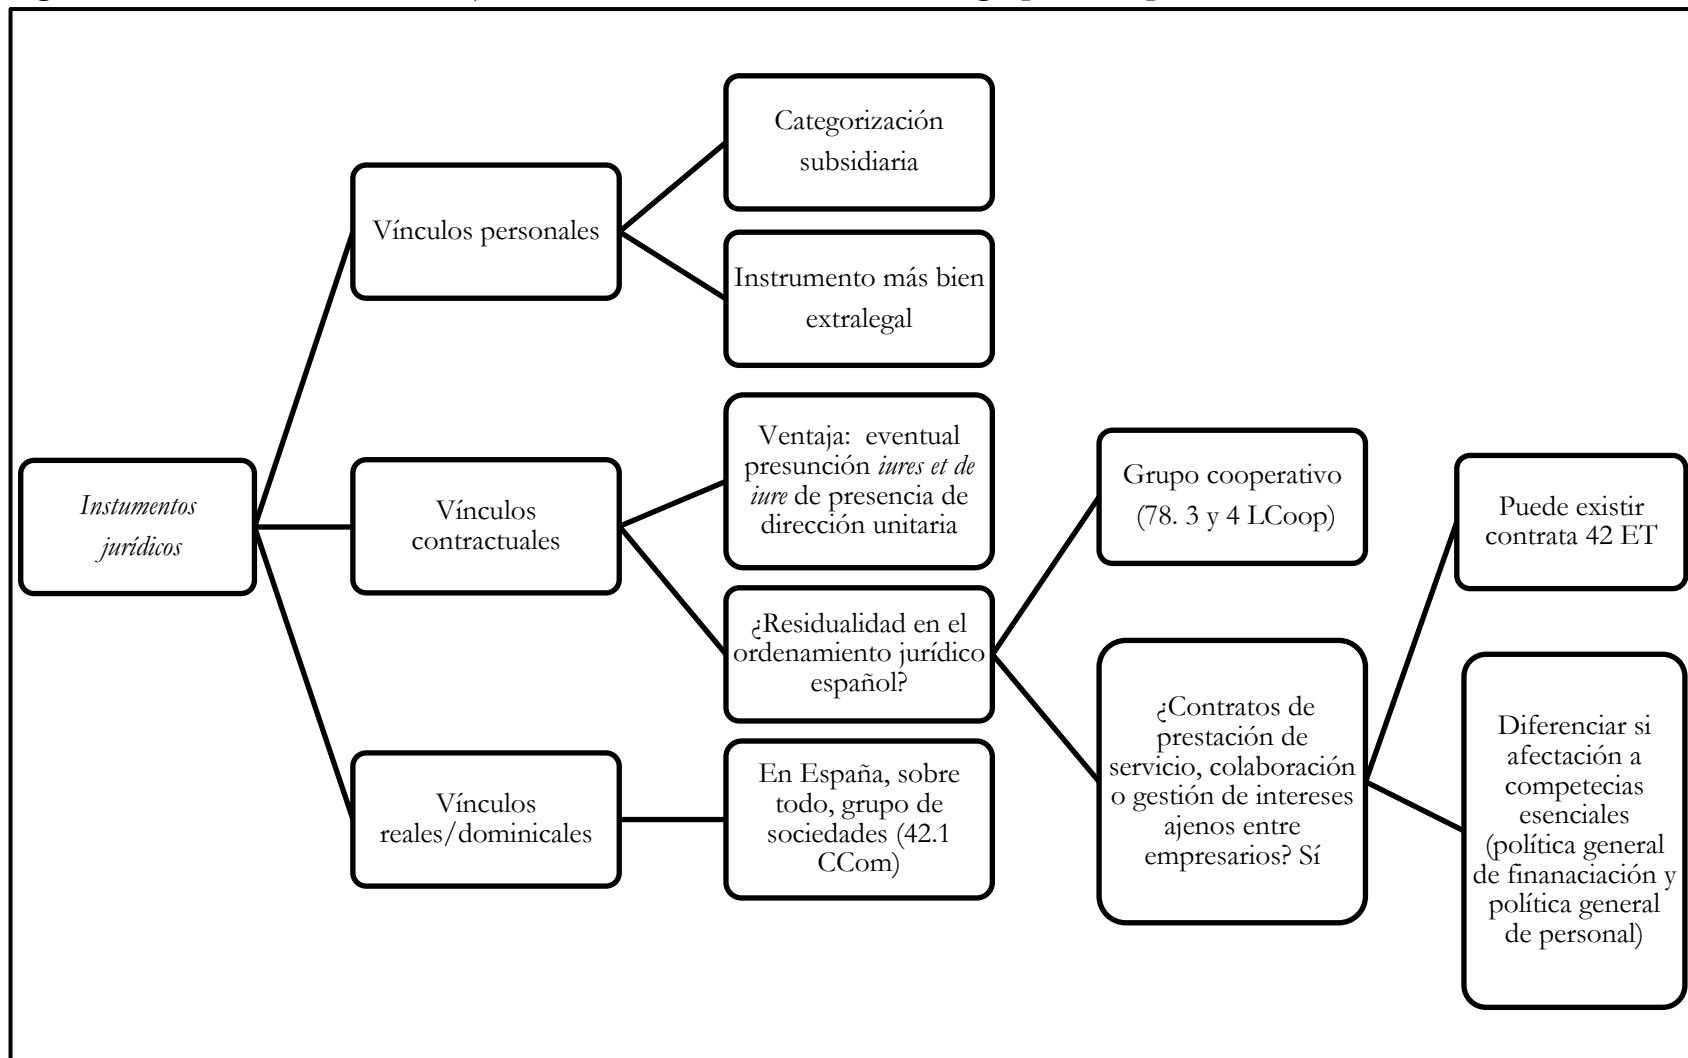 Instumentos
jurídicos
Vínculos personales
Categorización
subsidiaria
Instrumento más bien
extralegal
Vínculos
contractuales
Ventaja: eventual
presunción iures et de
iure de presencia de
dirección unitaria
¿Residualidad en el
ordenamiento jurídico
español?
Grupo cooperativo
(78. 3 y 4 LCoop)
¿Contratos de
prestación de
servicio, colaboración
o gestión de intereses
ajenos entre
empresarios? Sí
Puede existir
contrata 42 ET
Diferenciar si
afectación a
competecias
esenciales
(política general
de finanaciación y
política general
de personal)
Vínculos
reales/dominicales
En España, sobre
todo, grupo de
sociedades (42.1
CCom)